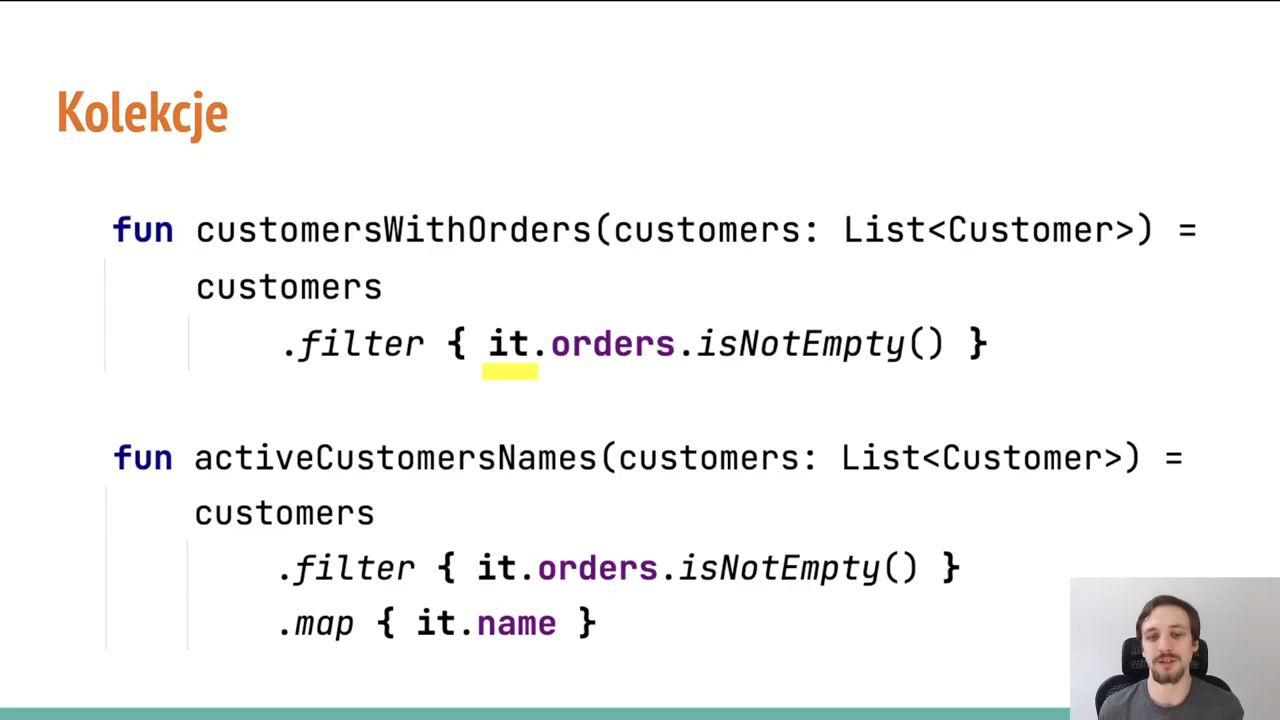 Kolekcje
fun customersWithOrders(customers: List<Customer>) =
customers
.filter { it.orders.isNotEmpty() }
fun activeCustomersNames(customers: List<Customer>) =
customers
.filter { it.orders.isNotEmpty() }
.map { it.name }